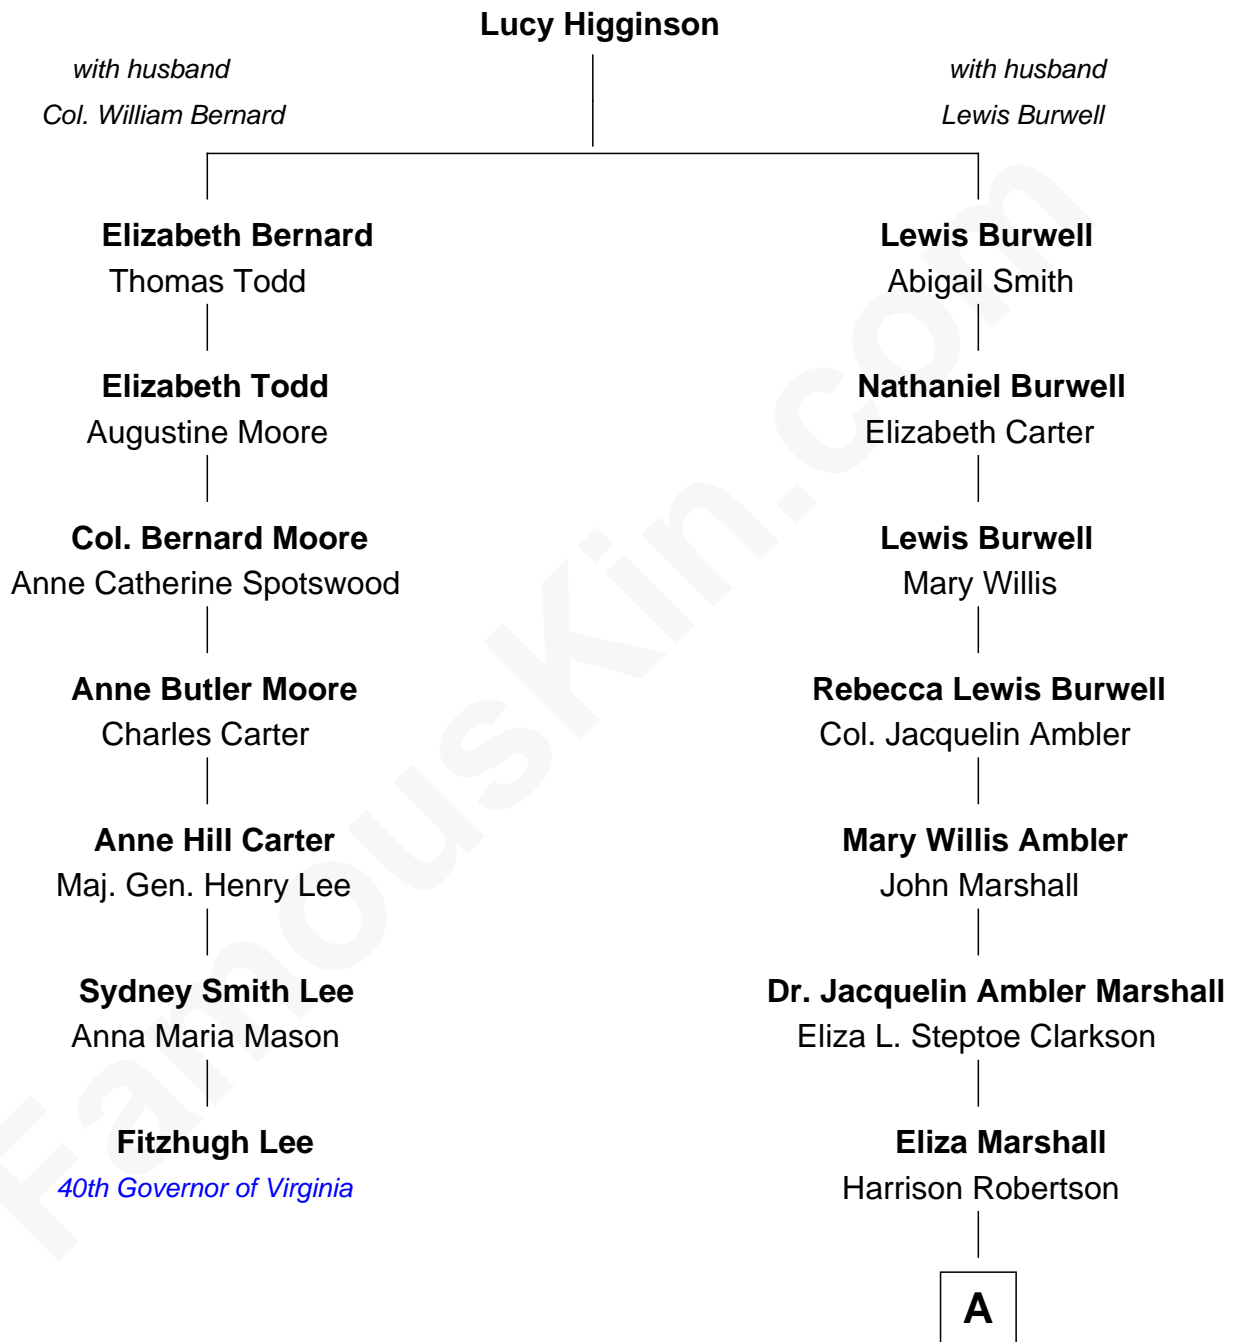 Lucy Higginson
with husband
Col. William Bernard
with husband
Lewis Burwell
Elizabeth Bernard
Thomas Todd
Lewis Burwell
Abigail Smith
Elizabeth Todd
Augustine Moore
Nathaniel Burwell
Elizabeth Carter
Col. Bernard Moore
Anne Catherine Spotswood
Lewis Burwell
Mary Willis
Anne Butler Moore
Charles Carter
Rebecca Lewis Burwell
Col. Jacquelin Ambler
Anne Hill Carter
Maj. Gen. Henry Lee
Mary Willis Ambler
John Marshall
Sydney Smith Lee
Anna Maria Mason
Dr. Jacquelin Ambler Marshall
Eliza L. Steptoe Clarkson
Fitzhugh Lee
40th Governor of Virginia
Eliza Marshall
Harrison Robertson
A
FamousKin.com